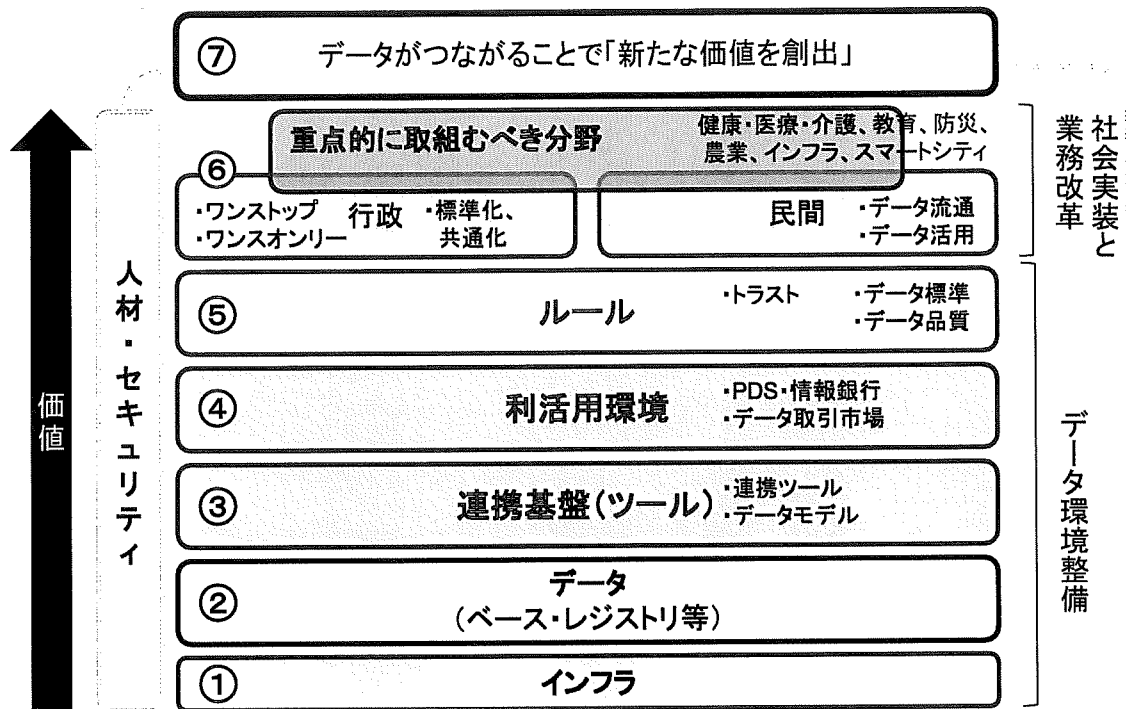 ⑦ データがつながることで「新たな価値を創出」
重点的に取組むべき分野
健康・医療・介護、教育、防災、
農業、インフラ、スマートシティ
⑥
・ワンストップ
・ワンスオンリー
行政
・標準化、
共通化
民間
・データ流通
・データ活用
⑤ ルール
・トラスト
・データ標準
・データ品質
④ 利活用環境
・PDS・情報銀行
・データ取引市場
③ 連携基盤(ツール)
・連携ツール
・データモデル
② データ
(ベース・レジストリ等)
① インフラ
価値
人材・セキュリティ
社会実装と
業務改革
データ環境整備